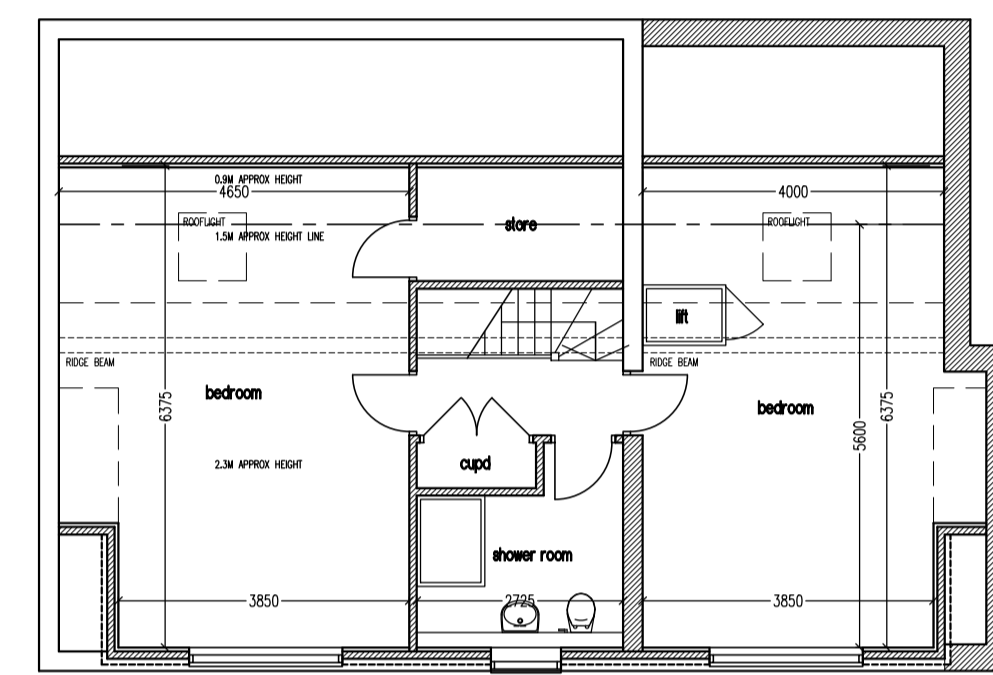 0.9M APPROX HEIGHT
4650
4000
ROOFLIGHT
store
ROOFLIGHT
1.5M APPROX HEIGHT LINE
lift
RIDGE BEAM
RIDGE BEAM
bedroom
6375
bedroom
6375
5600
2.3M APPROX HEIGHT
cupd
shower room
3850
2725
3850